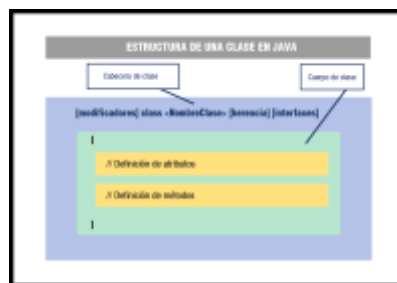 ESTRUCTURA DE UNA CLASE EN JAVA
Cabecera de clase
Cuerpo de clase
[modificadores] class <NombreClase> [herencia] [interfaces]
{
// Definición de atributos
// Definición de métodos
}